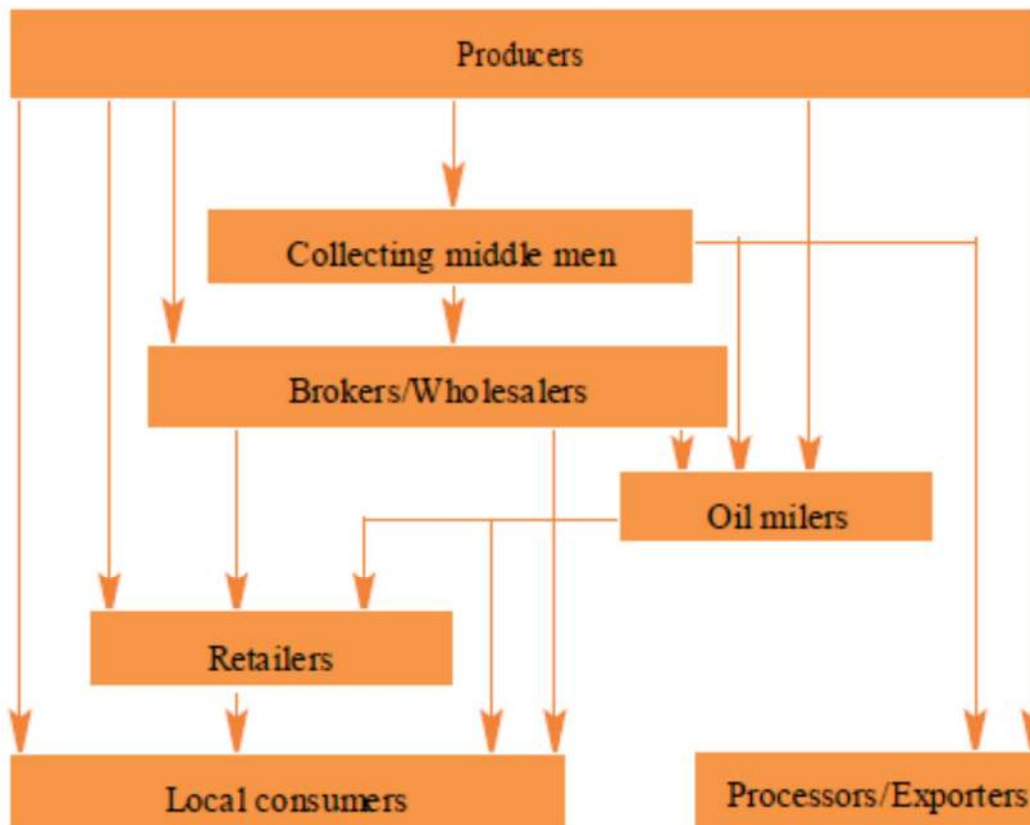 Producers
Collecting middle men
Brokers/Wholesalers
Oil milers
Retailers
Local consumers
Processors/Exporters